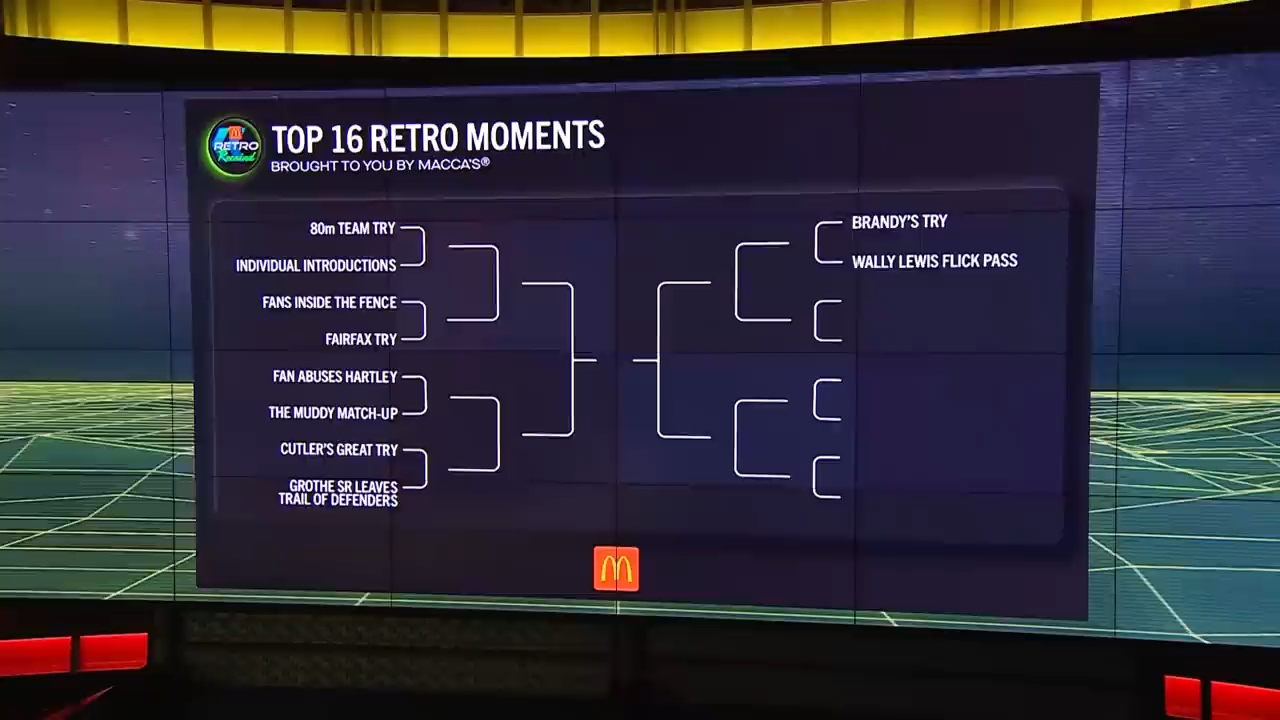 RETRO
Rewind
TOP 16 RETRO MOMENTS
BROUGHT TO YOU BY MACCA'S®
80m TEAM TRY
INDIVIDUAL INTRODUCTIONS
FANS INSIDE THE FENCE
FAIRFAX TRY
FAN ABUSES HARTLEY
THE MUDDY MATCH-UP
CUTLER'S GREAT TRY
GROTHE SR LEAVES
TRAIL OF DEFENDERS
BRANDY'S TRY
WALLY LEWIS FLICK PASS